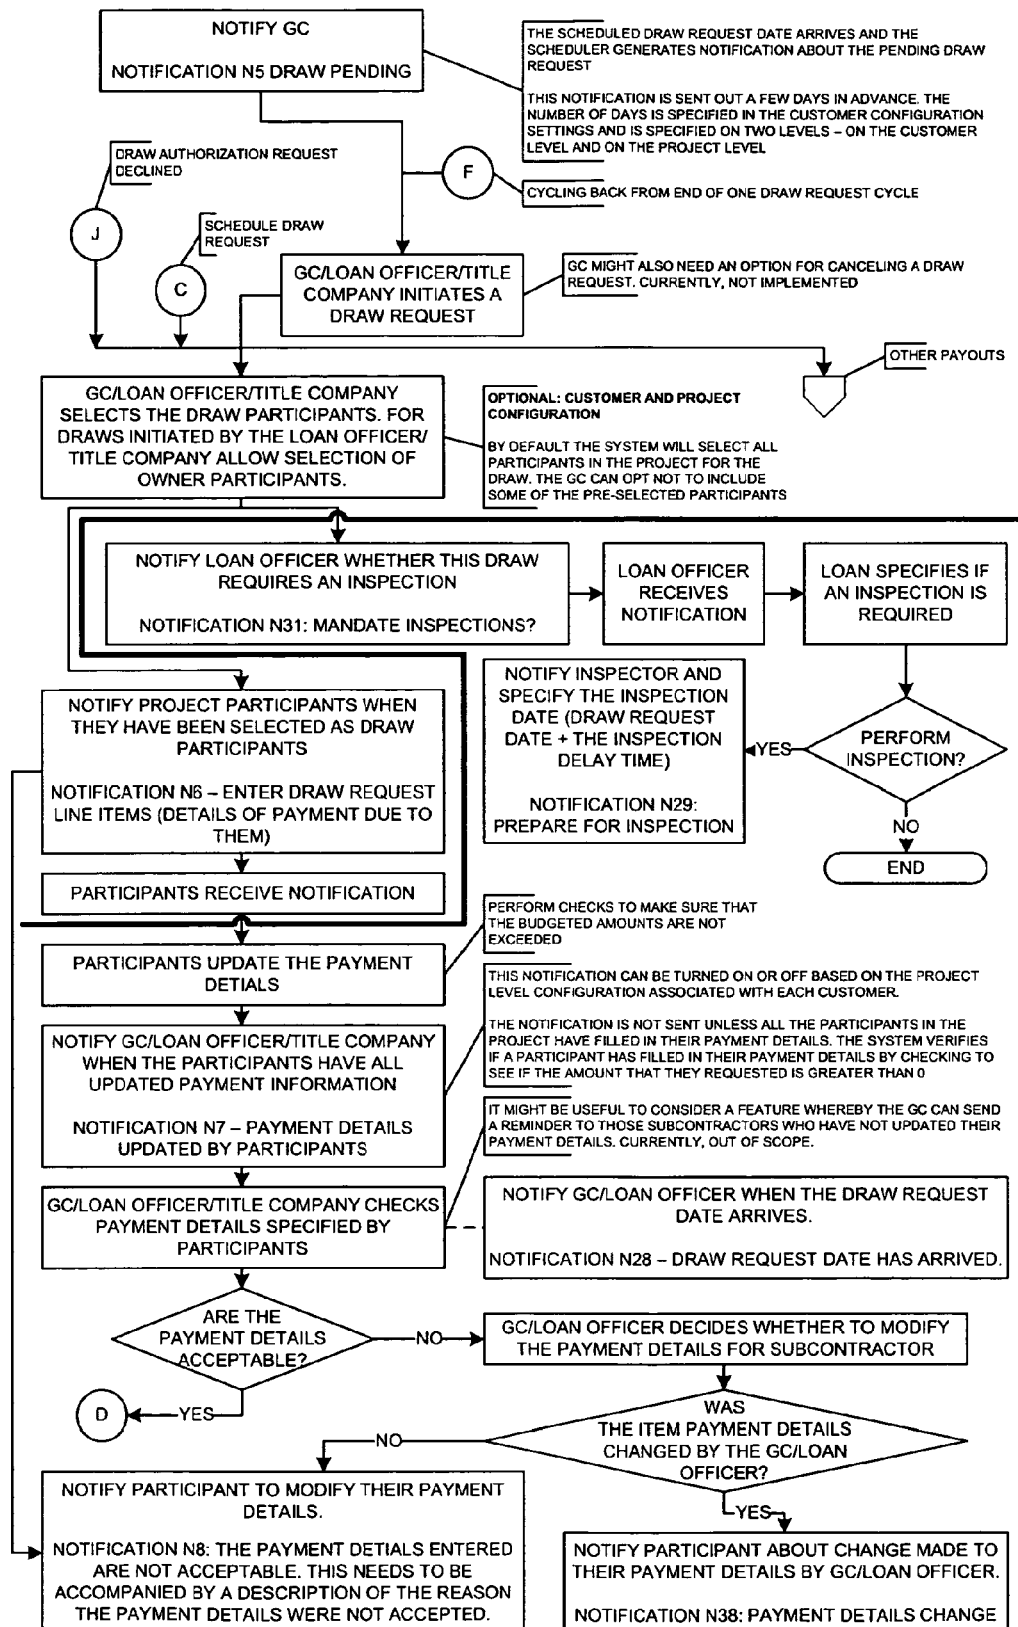 NOTIFY GC
NOTIFICATION N5 DRAW PENDING
THE SCHEDULED DRAW REQUEST DATE ARRIVES AND THE
SCHEDULER GENERATES NOTIFICATION ABOUT THE PENDING DRAW
REQUEST
THIS NOTIFICATION IS SENT OUT A FEW DAYS IN ADVANCE. THE
NUMBER OF DAYS IS SPECIFIED IN THE CUSTOMER CONFIGURATION
SETTINGS AND IS SPECIFIED ON TWO LEVELS – ON THE CUSTOMER
LEVEL AND ON THE PROJECT LEVEL
DRAW AUTHORIZATION REQUEST
DECLINED
F
CYCLING BACK FROM END OF ONE DRAW REQUEST CYCLE
J
SCHEDULE DRAW
REQUEST
C
GC/LOAN OFFICER/TITLE
COMPANY INITIATES A
DRAW REQUEST
GC MIGHT ALSO NEED AN OPTION FOR CANCELING A DRAW
REQUEST. CURRENTLY, NOT IMPLEMENTED
OTHER PAYOUTS
GC/LOAN OFFICER/TITLE COMPANY
SELECTS THE DRAW PARTICIPANTS. FOR
DRAWS INITIATED BY THE LOAN OFFICER/
TITLE COMPANY ALLOW SELECTION OF
OWNER PARTICIPANTS.
OPTIONAL: CUSTOMER AND PROJECT
CONFIGURATION
BY DEFAULT THE SYSTEM WILL SELECT ALL
PARTICIPANTS IN THE PROJECT FOR THE
DRAW. THE GC CAN OPT NOT TO INCLUDE
SOME OF THE PRE-SELECTED PARTICIPANTS
NOTIFY LOAN OFFICER WHETHER THIS DRAW
REQUIRES AN INSPECTION
NOTIFICATION N31: MANDATE INSPECTIONS?
LOAN OFFICER
RECEIVES
NOTIFICATION
LOAN SPECIFIES IF
AN INSPECTION IS
REQUIRED
NOTIFY INSPECTOR AND
SPECIFY THE INSPECTION
DATE (DRAW REQUEST
DATE + THE INSPECTION
DELAY TIME)
NOTIFICATION N29:
PREPARE FOR INSPECTION
YES
PERFORM
INSPECTION?
NO
END
NOTIFY PROJECT PARTICIPANTS WHEN
THEY HAVE BEEN SELECTED AS DRAW
PARTICIPANTS
NOTIFICATION N6 – ENTER DRAW REQUEST
LINE ITEMS (DETAILS OF PAYMENT DUE TO
THEM)
PARTICIPANTS RECEIVE NOTIFICATION
PERFORM CHECKS TO MAKE SURE THAT
THE BUDGETED AMOUNTS ARE NOT
EXCEEDED
PARTICIPANTS UPDATE THE PAYMENT
DETIALS
THIS NOTIFICATION CAN BE TURNED ON OR OFF BASED ON THE PROJECT
LEVEL CONFIGURATION ASSOCIATED WITH EACH CUSTOMER.
THE NOTIFICATION IS NOT SENT UNLESS ALL THE PARTICIPANTS IN THE
PROJECT HAVE FILLED IN THEIR PAYMENT DETAILS. THE SYSTEM VERIFIES
IF A PARTICIPANT HAS FILLED IN THEIR PAYMENT DETAILS BY CHECKING TO
SEE IF THE AMOUNT THAT THEY REQUESTED IS GREATER THAN 0
NOTIFY GC/LOAN OFFICER/TITLE COMPANY
WHEN THE PARTICIPANTS HAVE ALL
UPDATED PAYMENT INFORMATION
NOTIFICATION N7 – PAYMENT DETAILS
UPDATED BY PARTICIPANTS
IT MIGHT BE USEFUL TO CONSIDER A FEATURE WHEREBY THE GC CAN SEND
A REMINDER TO THOSE SUBCONTRACTORS WHO HAVE NOT UPDATED THEIR
PAYMENT DETAILS. CURRENTLY, OUT OF SCOPE.
GC/LOAN OFFICER/TITLE COMPANY CHECKS
PAYMENT DETAILS SPECIFIED BY
PARTICIPANTS
NOTIFY GC/LOAN OFFICER WHEN THE DRAW REQUEST
DATE ARRIVES.
NOTIFICATION N28 – DRAW REQUEST DATE HAS ARRIVED.
ARE THE
PAYMENT DETAILS
ACCEPTABLE?
NO
GC/LOAN OFFICER DECIDES WHETHER TO MODIFY
THE PAYMENT DETAILS FOR SUBCONTRACTOR
D
YES
WAS
THE ITEM PAYMENT DETAILS
CHANGED BY THE GC/LOAN
OFFICER?
NO
YES
NOTIFY PARTICIPANT TO MODIFY THEIR PAYMENT
DETAILS.
NOTIFICATION N8: THE PAYMENT DETIALS ENTERED
ARE NOT ACCEPTABLE. THIS NEEDS TO BE
ACCOMPANIED BY A DESCRIPTION OF THE REASON
THE PAYMENT DETAILS WERE NOT ACCEPTED.
NOTIFY PARTICIPANT ABOUT CHANGE MADE TO
THEIR PAYMENT DETAILS BY GC/LOAN OFFICER.
NOTIFICATION N38: PAYMENT DETAILS CHANGE